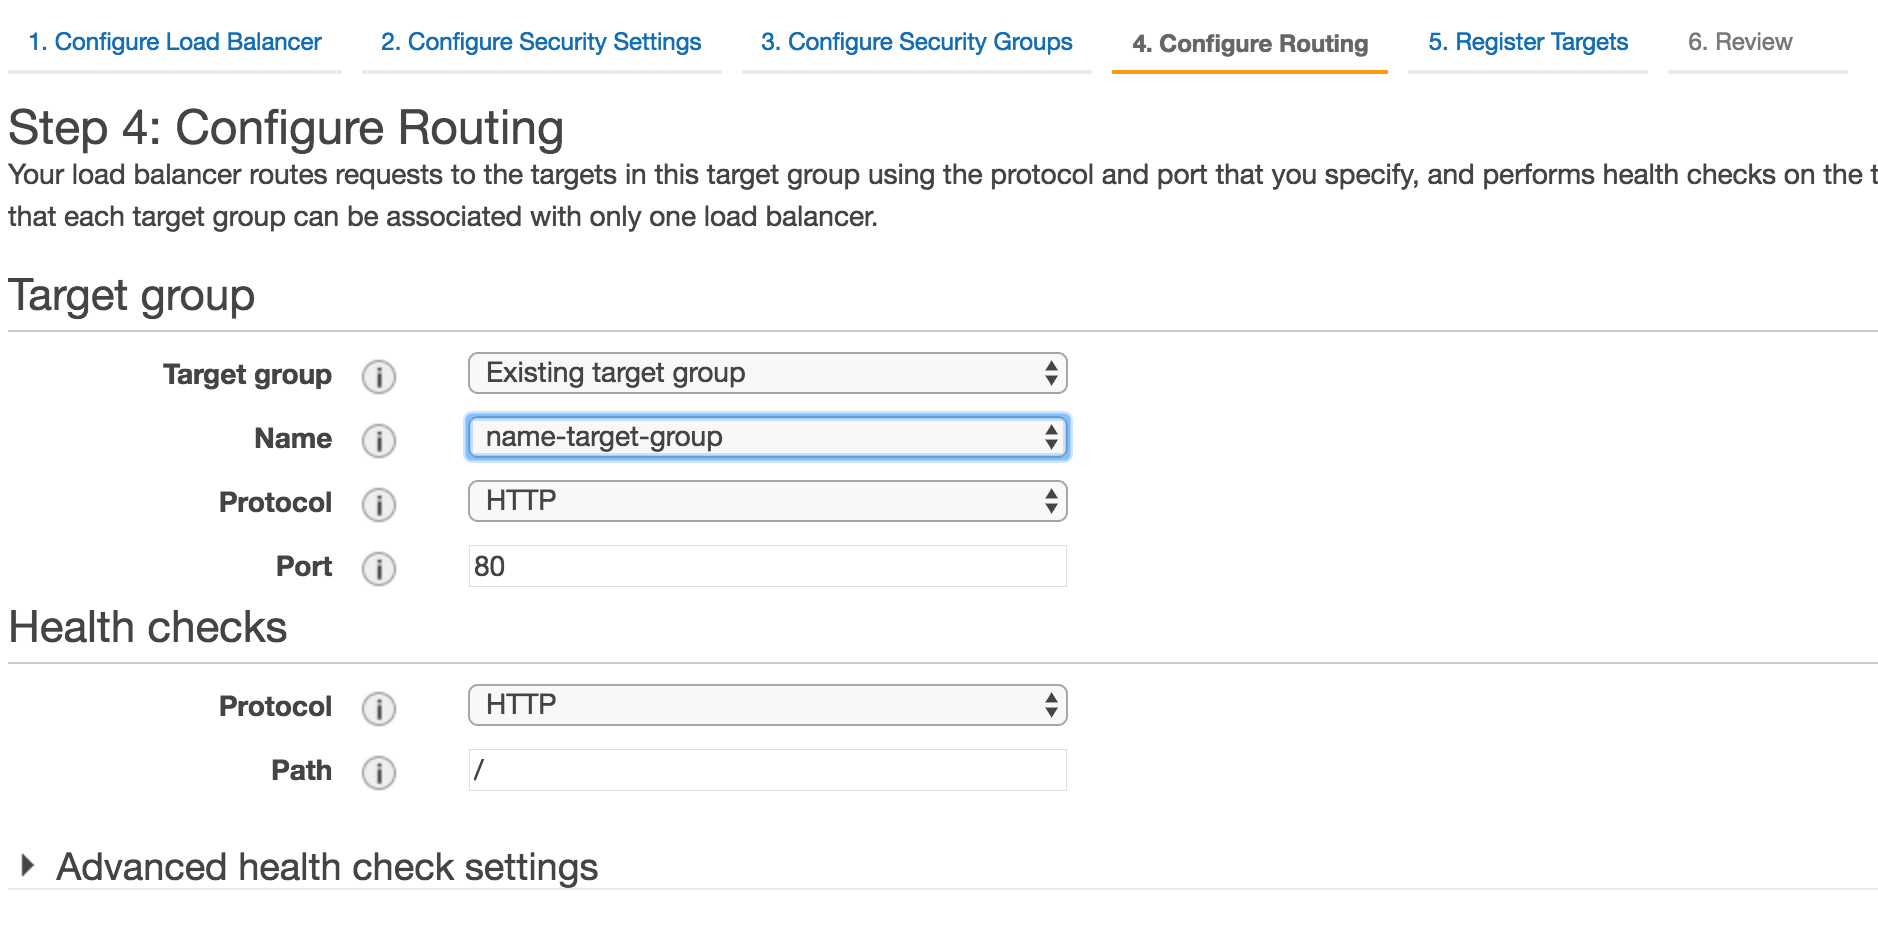 1. Configure Load Balancer 2. Configure Security Settings 3. Configure Security Groups 4. Configure Routing 5. Register Targets 6. Review
Step 4: Configure Routing
Your load balancer routes requests to the targets in this target group using the protocol and port that you specify, and performs health checks on the t
that each target group can be associated with only one load balancer.
Target group
Target group i Existing target group
Name i name-target-group
Protocol i HTTP
Port i 80
Health checks
Protocol i HTTP
Path i /
Advanced health check settings